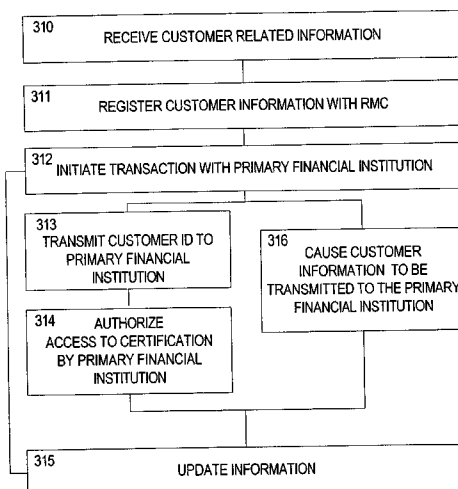 310
RECEIVE CUSTOMER RELATED INFORMATION
311
REGISTER CUSTOMER INFORMATION WITH RMC
312
INITIATE TRANSACTION WITH PRIMARY FINANCIAL INSTITUTION
313
TRANSMIT CUSTOMER ID TO
PRIMARY FINANCIAL
INSTITUTION
314
AUTHORIZE
ACCESS TO CERTIFICATION
BY PRIMARY FINANCIAL
INSTITUTION
316
CAUSE CUSTOMER
INFORMATION TO BE
TRANSMITTED TO THE PRIMARY
FINANCIAL INSTITUTION
315
UPDATE INFORMATION